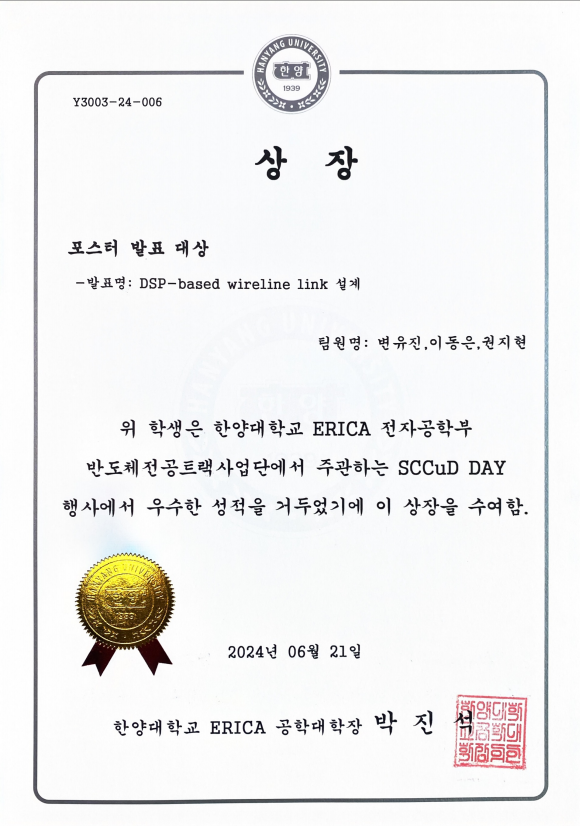 HANYANG UNIVERSITY
한양
1939
Y3003-24-006
상 장
포스터 발표 대상
-발표명: DSP-based wireline link 설계
팀원명: 변유진,이동은,권지현
위 학생은 한양대학교 ERICA 전자공학부
반도체전공트랙사업단에서 주관하는 SCCuD DAY
행사에서 우수한 성적을 거두었기에 이 상장을 수여함.
HANYANG UNIVERSITY
한양
1939
2024년 06월 21일
한양대학교 ERICA 공학대학장 박 진 석